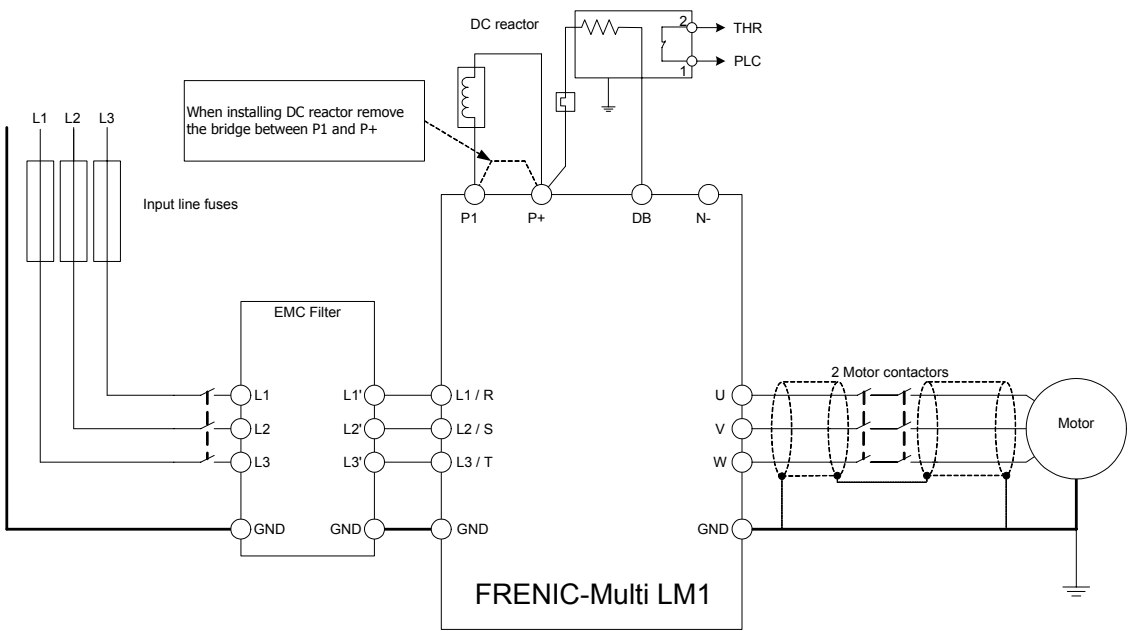 DC reactor
2
THR
PLC
1
When installing DC reactor remove
the bridge between P1 and P+
L1 L2 L3
Input line fuses
P1 P+ DB N-
EMC Filter
2 Motor contactors
L1 L1' L1 / R U
L2 L2' L2 / S V Motor
L3 L3' L3 / T W
GND GND GND GND
FRENIC-Multi LM1